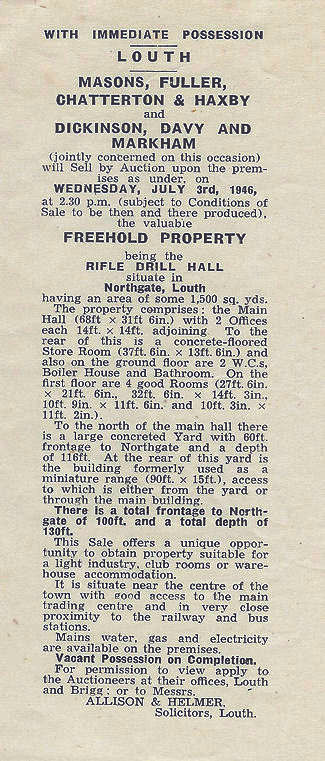 WITH IMMEDIATE POSSESSION
LOUTH
MASONS, FULLER,
CHATTERTON & HAXBY
and
DICKINSON, DAVY AND
MARKHAM
(jointly concerned on this occasion)
will Sell by Auction upon the prem-
ises as under, on
WEDNESDAY, JULY 3rd, 1946,
at 2.30 p.m. (subject to Conditions of
Sale to be then and there produced),
the valuable
FREEHOLD PROPERTY
being the
RIFLE DRILL HALL
situate in
Northgate, Louth
having an area of some 1,500 sq. yds.
The property comprises: the Main
Hall (68ft × 31ft 6in.) with 2 Offices
each 14ft. × 14ft. adjoining. To the
rear of this is a concrete-floored
Store Room (37ft. 6in. × 13ft. 6in.) and
also on the ground floor are 2 W.C.s,
Boiler House and Bathroom. On the
first floor are 4 good Rooms (27ft. 6in.
× 21ft. 6in., 32ft. 6in. × 14ft. 3in.,
10ft. 9in. × 11ft. 6in. and 10ft. 3in. ×
11ft. 2in.).
To the north of the main hall there
is a large concreted Yard with 60ft.
frontage to Northgate and a depth
of 116ft. At the rear of this yard is
the building formerly used as a
miniature range (90ft. × 15ft.), access
to which is either from the yard or
through the main building.
There is a total frontage to North-
gate of 100ft. and a total depth of
130ft.
This Sale offers a unique oppor-
tunity to obtain property suitable for
a light industry, club rooms or ware-
house accommodation.
It is situate near the centre of the
town with good access to the main
trading centre and in very close
proximity to the railway and bus
stations.
Mains water, gas and electricity
are available on the premises.
Vacant Possession on Completion.
For permission to view apply to
the Auctioneers at their offices, Louth
and Brigg; or to Messrs.
ALLISON & HELMER,
Solicitors, Louth.